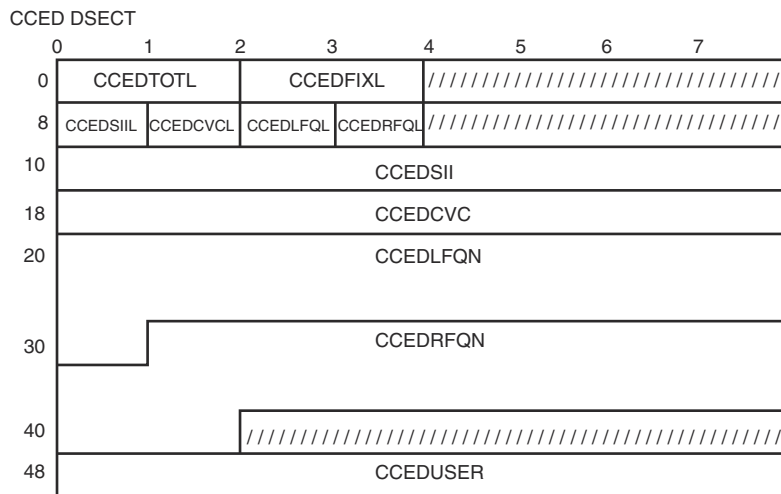 CCED DSECT
0 1 2 3 4 5 6 7
0 CCEDTOTL CCEDFIXL ////////////////////////////////
8 CCEDSIIL CCEDCVCL CCEDLFQL CCEDRFQL ////////////////////////////////
10 CCEDSII
18 CCEDCVC
20 CCEDLFQN
30 CCEDRFQN
40 //////////////////////////////////////////////
48 CCEDUSER